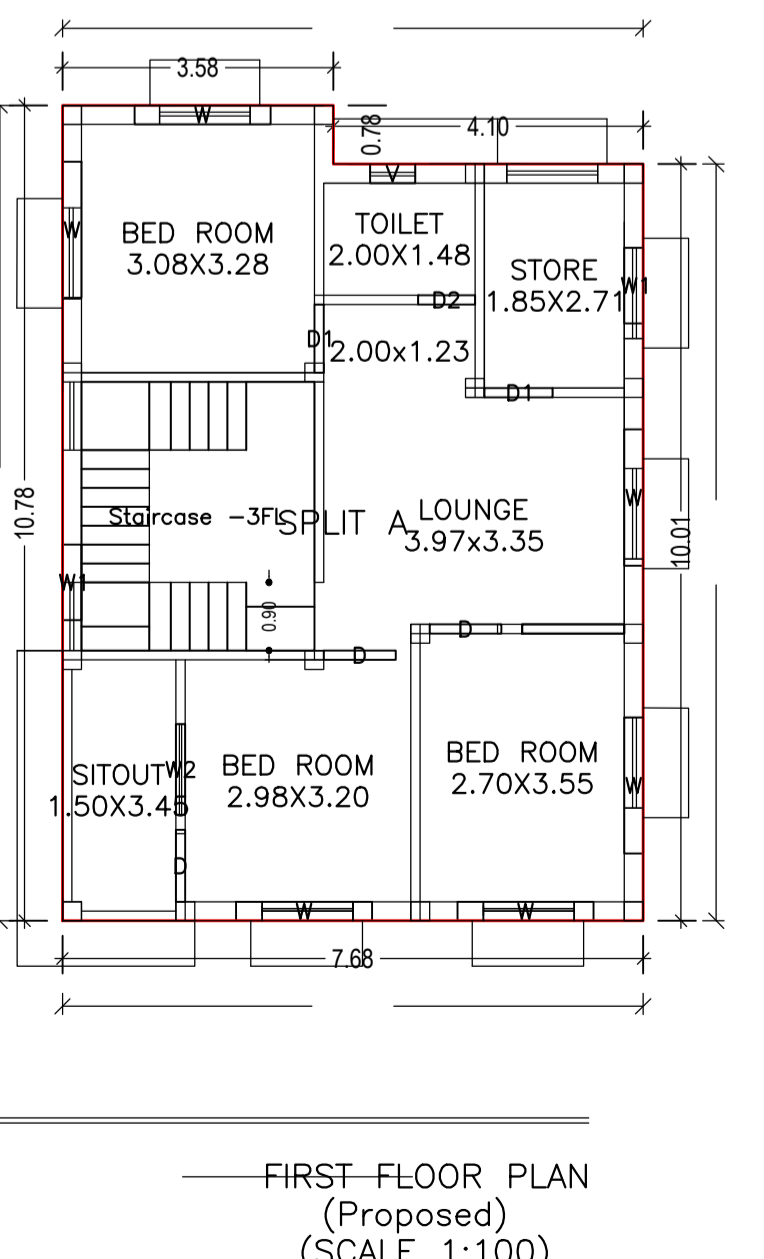 3.58
W
0.78
4.10
V
W
BED ROOM
3.08X3.28
TOILET
2.00X1.48
STORE
1.85X2.71
W1
D2
D1
2.00x1.23
D1
10.78
Staircase -3FL
SPLIT A
LOUNGE
3.97x3.35
W
10.01
W1
0.90
D
D
SITOUT
1.50X3.45
W2
BED ROOM
2.98X3.20
BED ROOM
2.70X3.55
W
D
W
W
7.68
FIRST FLOOR PLAN
(Proposed)
(SCALE 1:100)